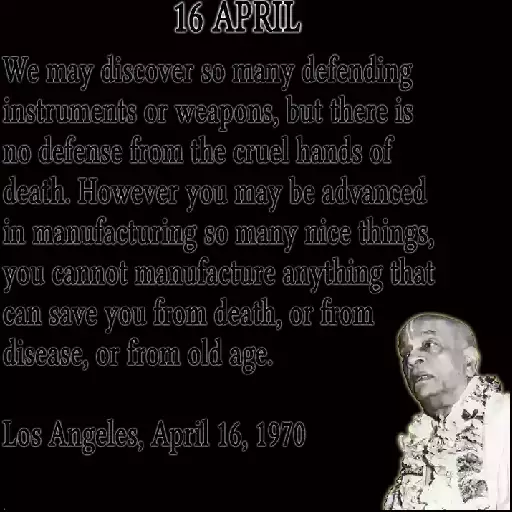 16 APRIL
We may discover so many defending
instruments or weapons, but there is
no defense from the cruel hands of
death. However you may be advanced
in manufacturing so many nice things,
you cannot manufacture anything that
can save you from death, or from
disease, or from old age.
Los Angeles, April 16, 1970